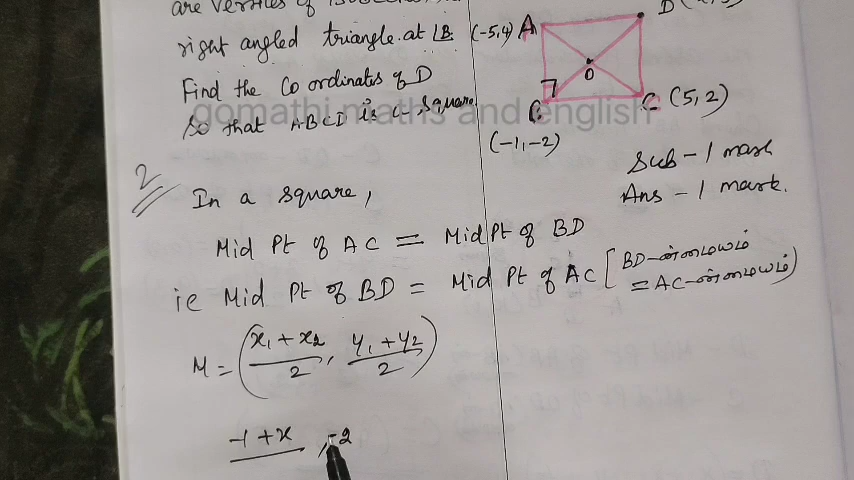 are Vertices of
right angled triangle at ∠B.
Find the Co ordinates of D
So that ABCD is a square.
(-5,4) A
D
O
B
(-1,-2)
C (5,2)
gomathi maths and english
Sub - 1 mark
Ans - 1 mark.
2
In a square,
Mid Pt of AC = Mid Pt of BD
ie Mid Pt of BD = Mid Pt of AC [BD-ன் மையம்
= AC-ன் மையம்)
M = (x₁ + x₂/2, y₁ + y₂/2)
-1 + x , -2